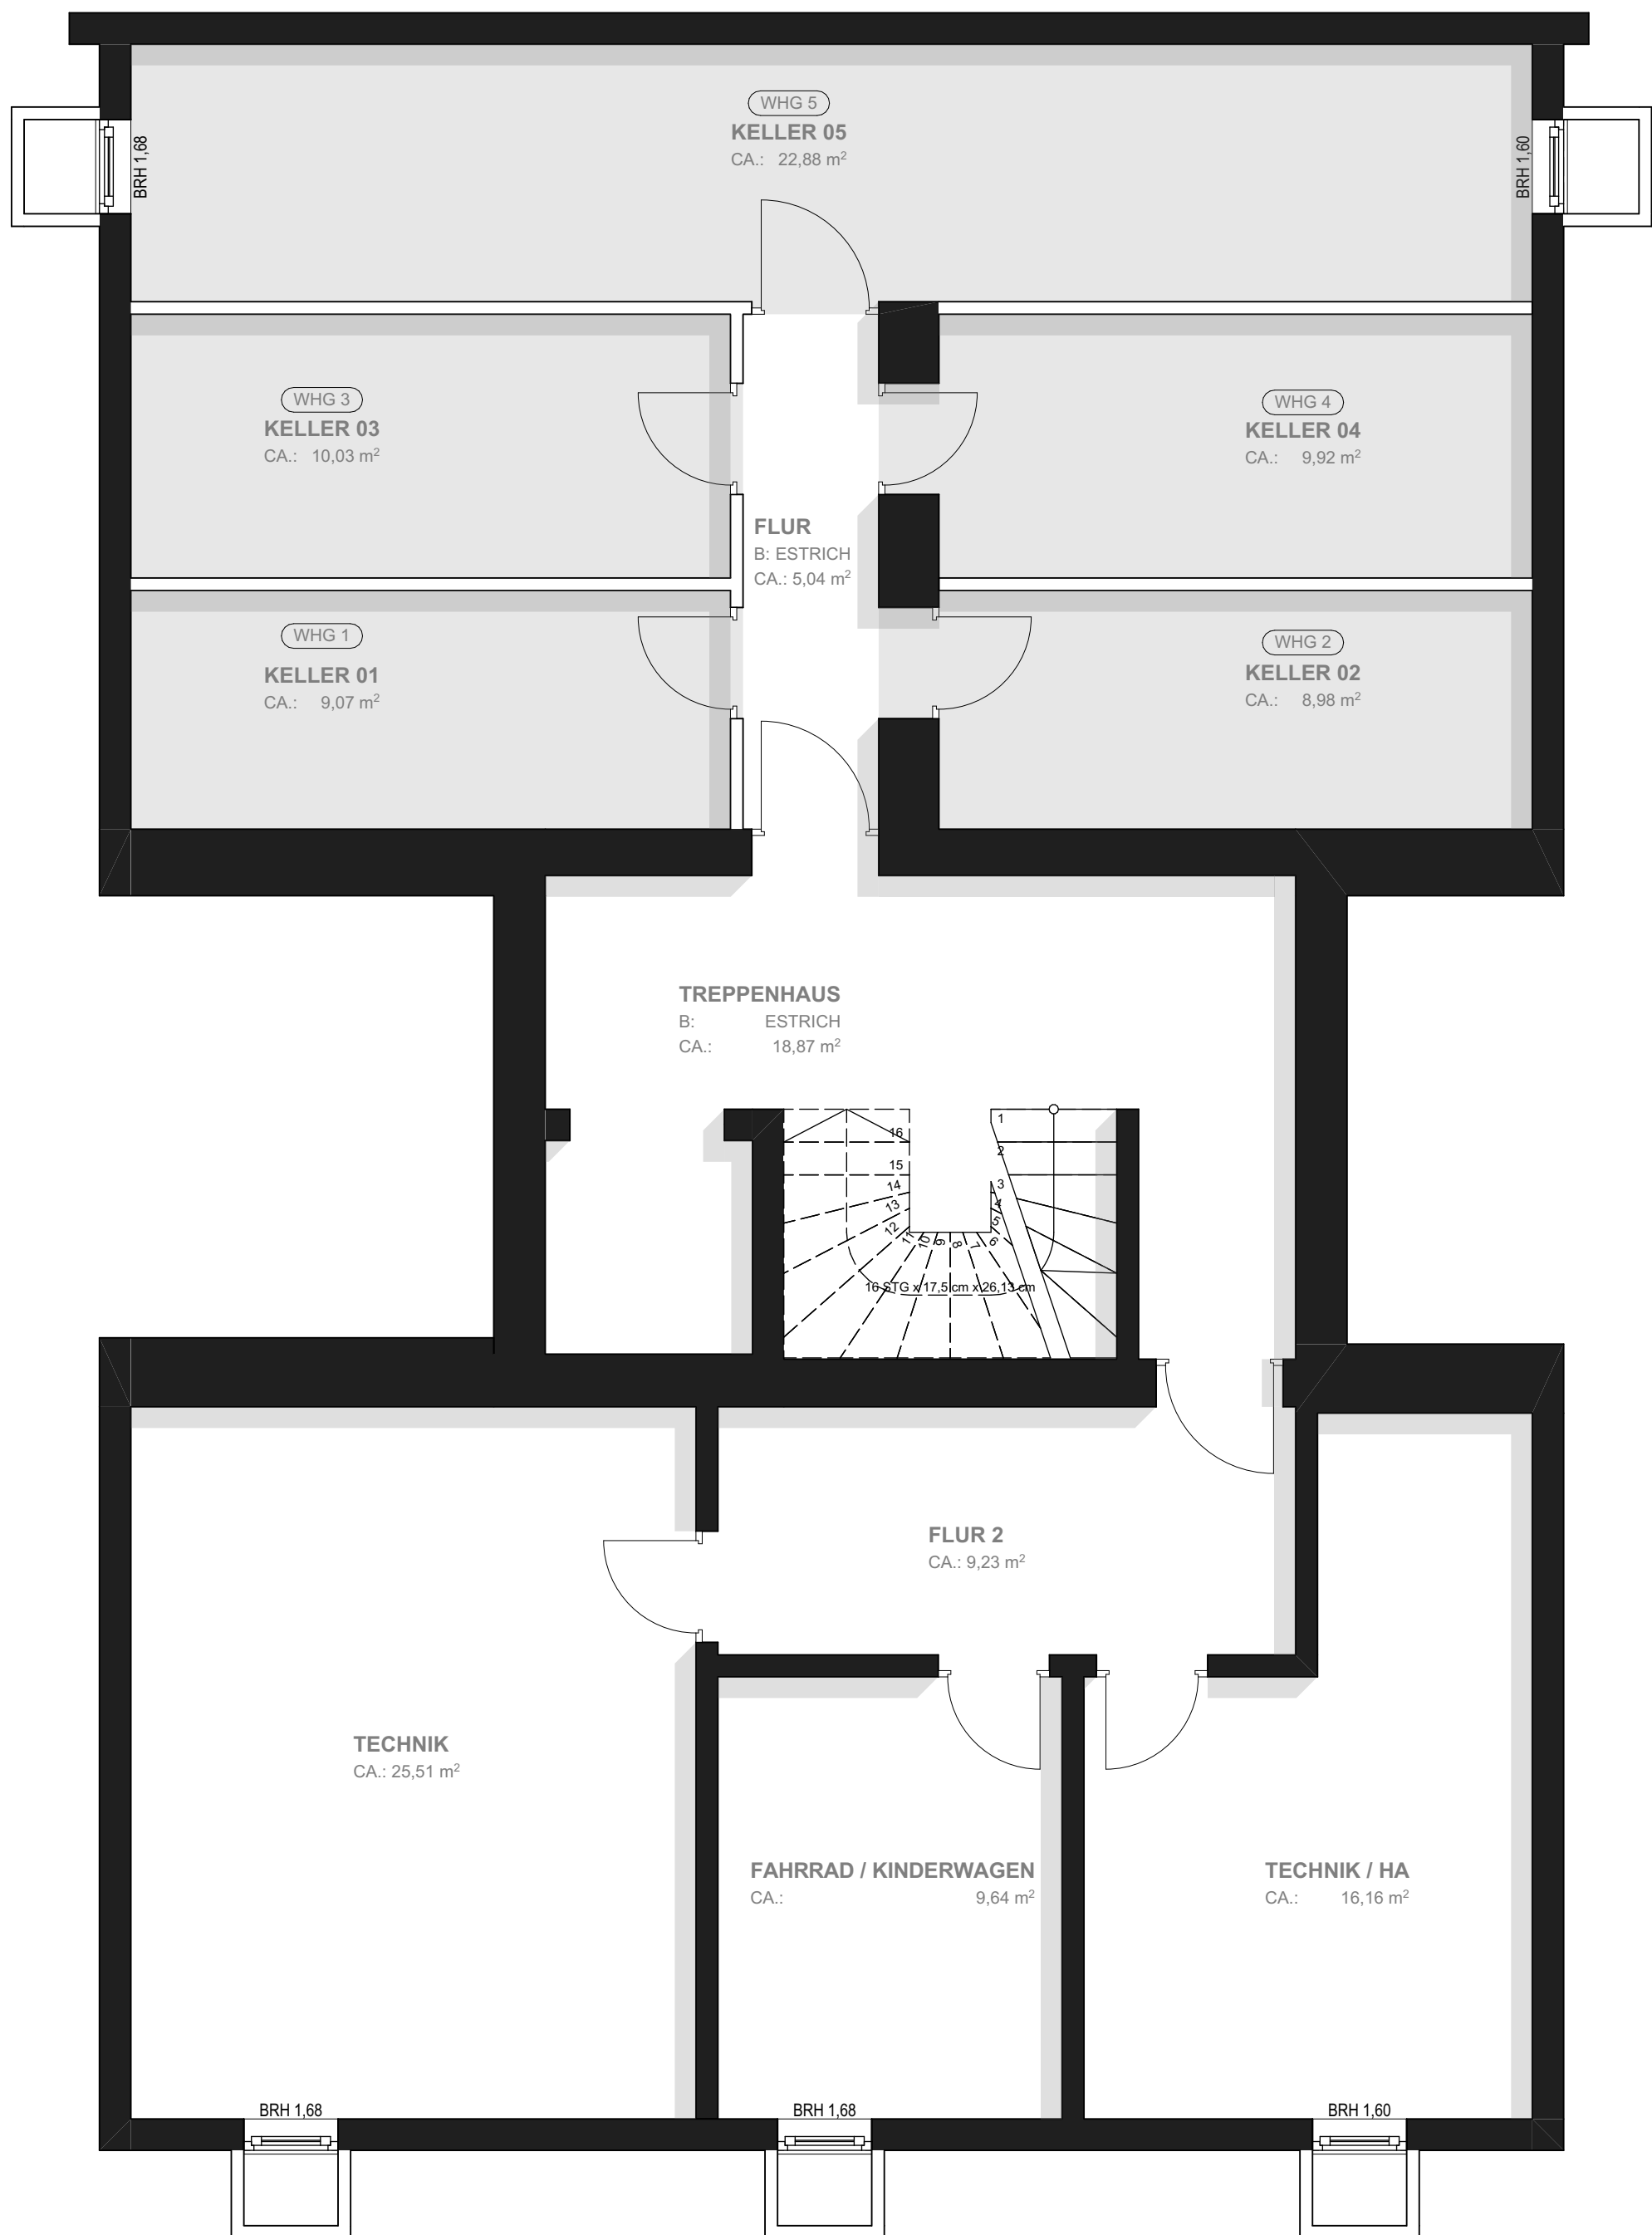 WHG 5
KELLER 05
CA.: 22,88 m²
BRH 1,68
BRH 1,60
WHG 3
KELLER 03
CA.: 10,03 m²
WHG 4
KELLER 04
CA.: 9,92 m²
FLUR
B: ESTRICH
CA.: 5,04 m²
WHG 1
KELLER 01
CA.: 9,07 m²
WHG 2
KELLER 02
CA.: 8,98 m²
TREPPENHAUS
B: ESTRICH
CA.: 18,87 m²
1
2
3
4
5
6
7
8
9
10
11
12
13
14
15
16
16 STG x 17,5 cm x 26,13 cm
FLUR 2
CA.: 9,23 m²
TECHNIK
CA.: 25,51 m²
FAHRRAD / KINDERWAGEN
CA.: 9,64 m²
TECHNIK / HA
CA.: 16,16 m²
BRH 1,68
BRH 1,68
BRH 1,60